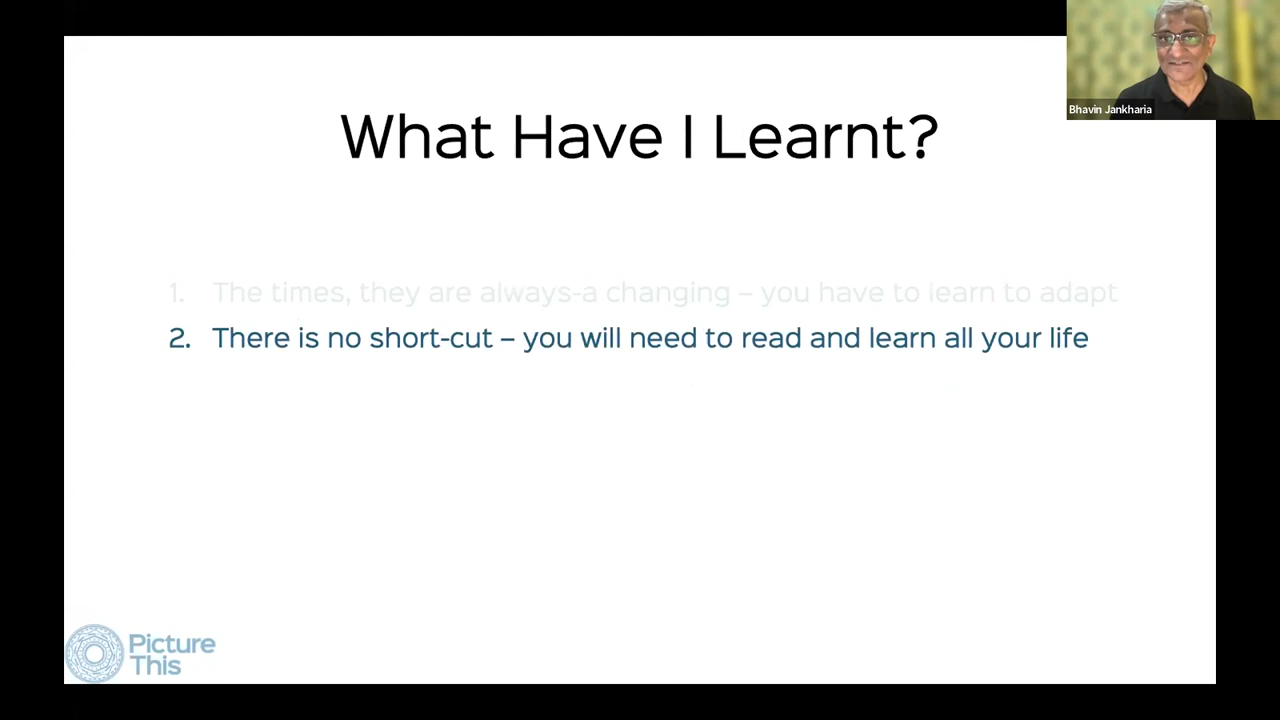 Bhavin Jankharia
What Have I Learnt?
1. The times, they are always-a changing – you have to learn to adapt
2. There is no short-cut – you will need to read and learn all your life
Picture
This